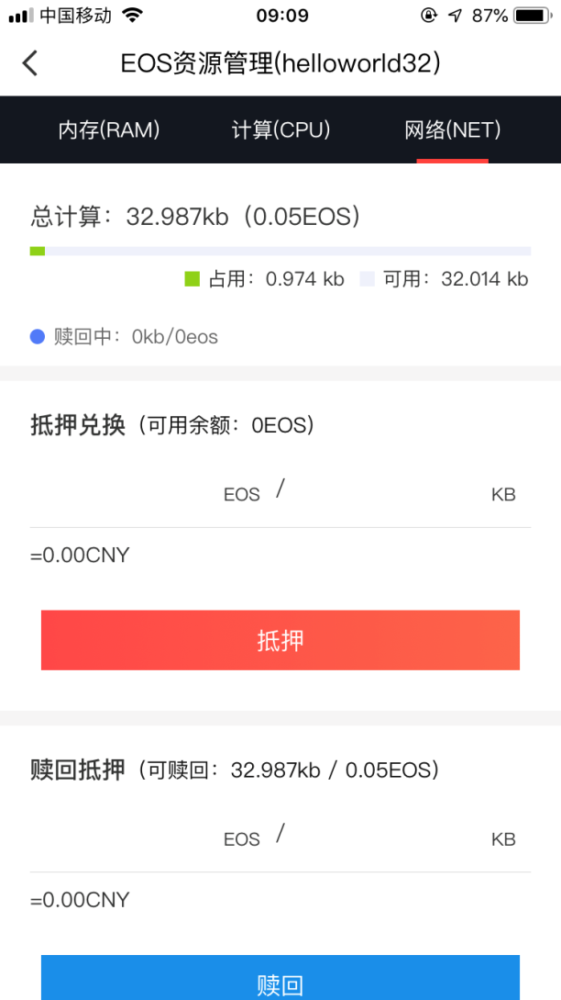 中国移动 09:09 87%
EOS资源管理(helloworld32)
内存(RAM) 计算(CPU) 网络(NET)
总计算：32.987kb（0.05EOS）
占用：0.974 kb 可用：32.014 kb
赎回中：0kb/0eos
抵押兑换（可用余额：0EOS）
EOS / KB
=0.00CNY
抵押
赎回抵押（可赎回：32.987kb / 0.05EOS）
EOS / KB
=0.00CNY
赎回